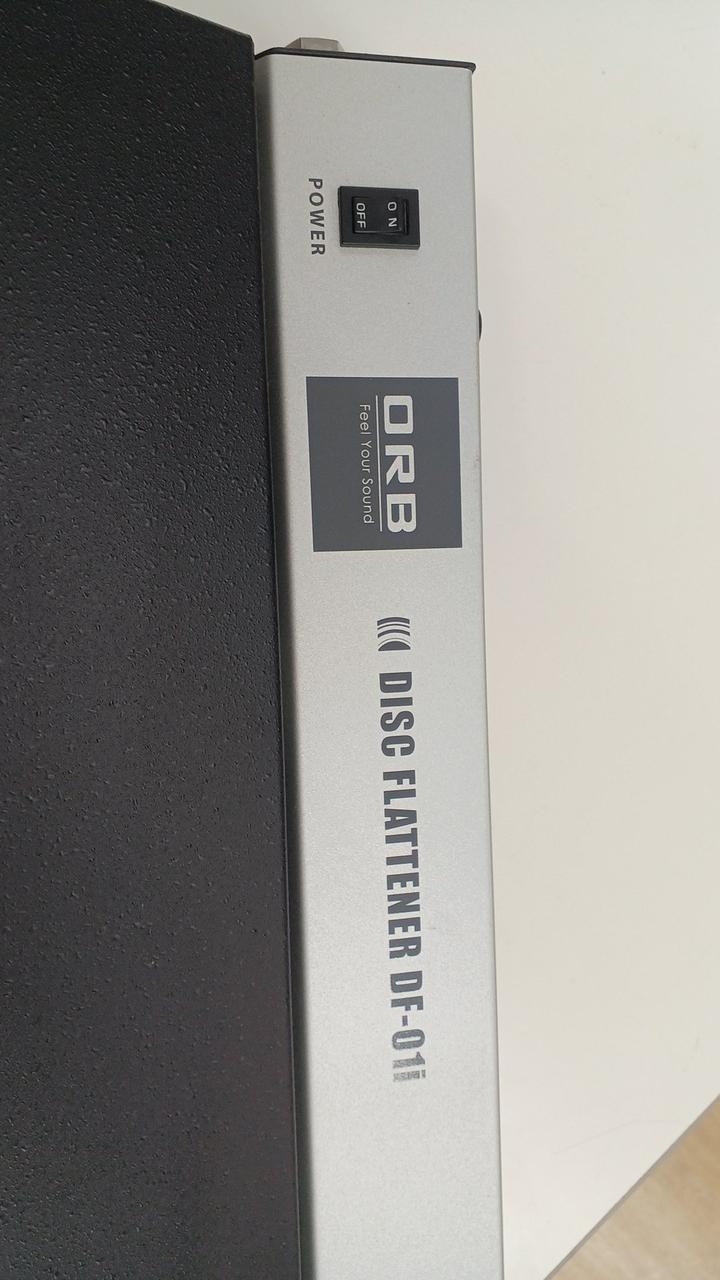 ON
OFF
POWER
ORB
Feel Your Sound
DISC FLATTENER DF-01i